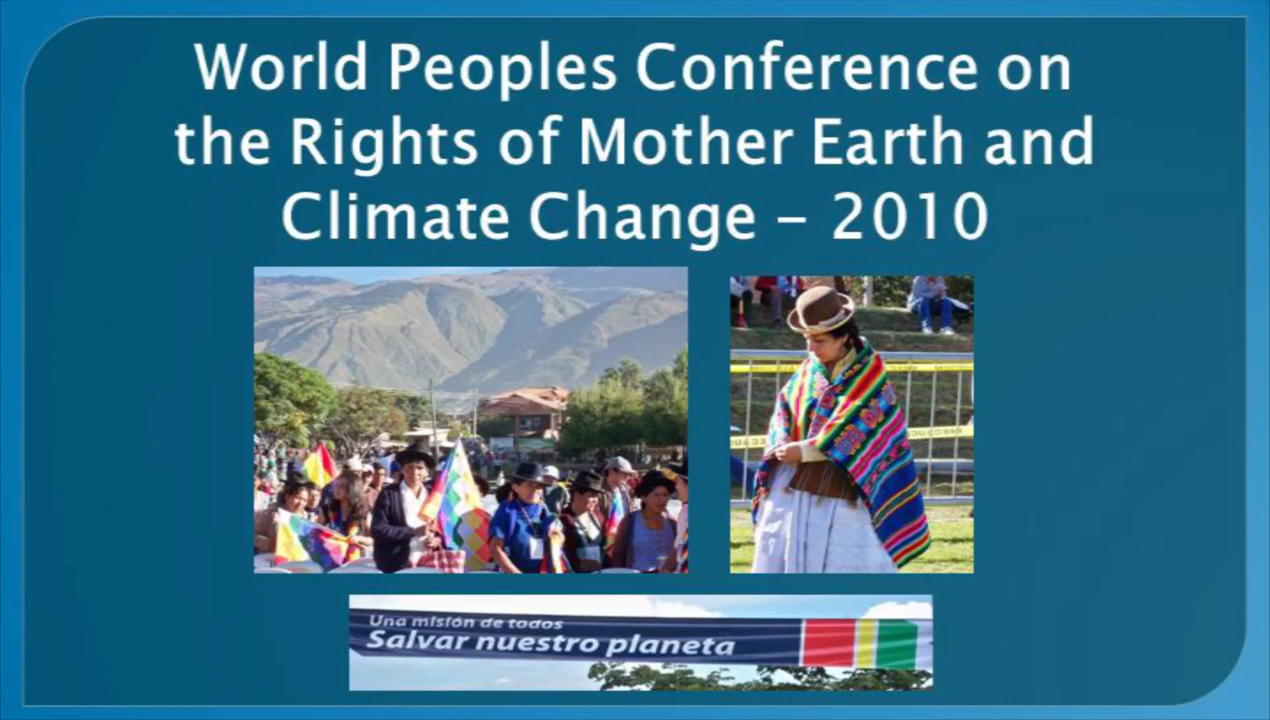 World Peoples Conference on
the Rights of Mother Earth and
Climate Change – 2010
Una misión de todos
Salvar nuestro planeta